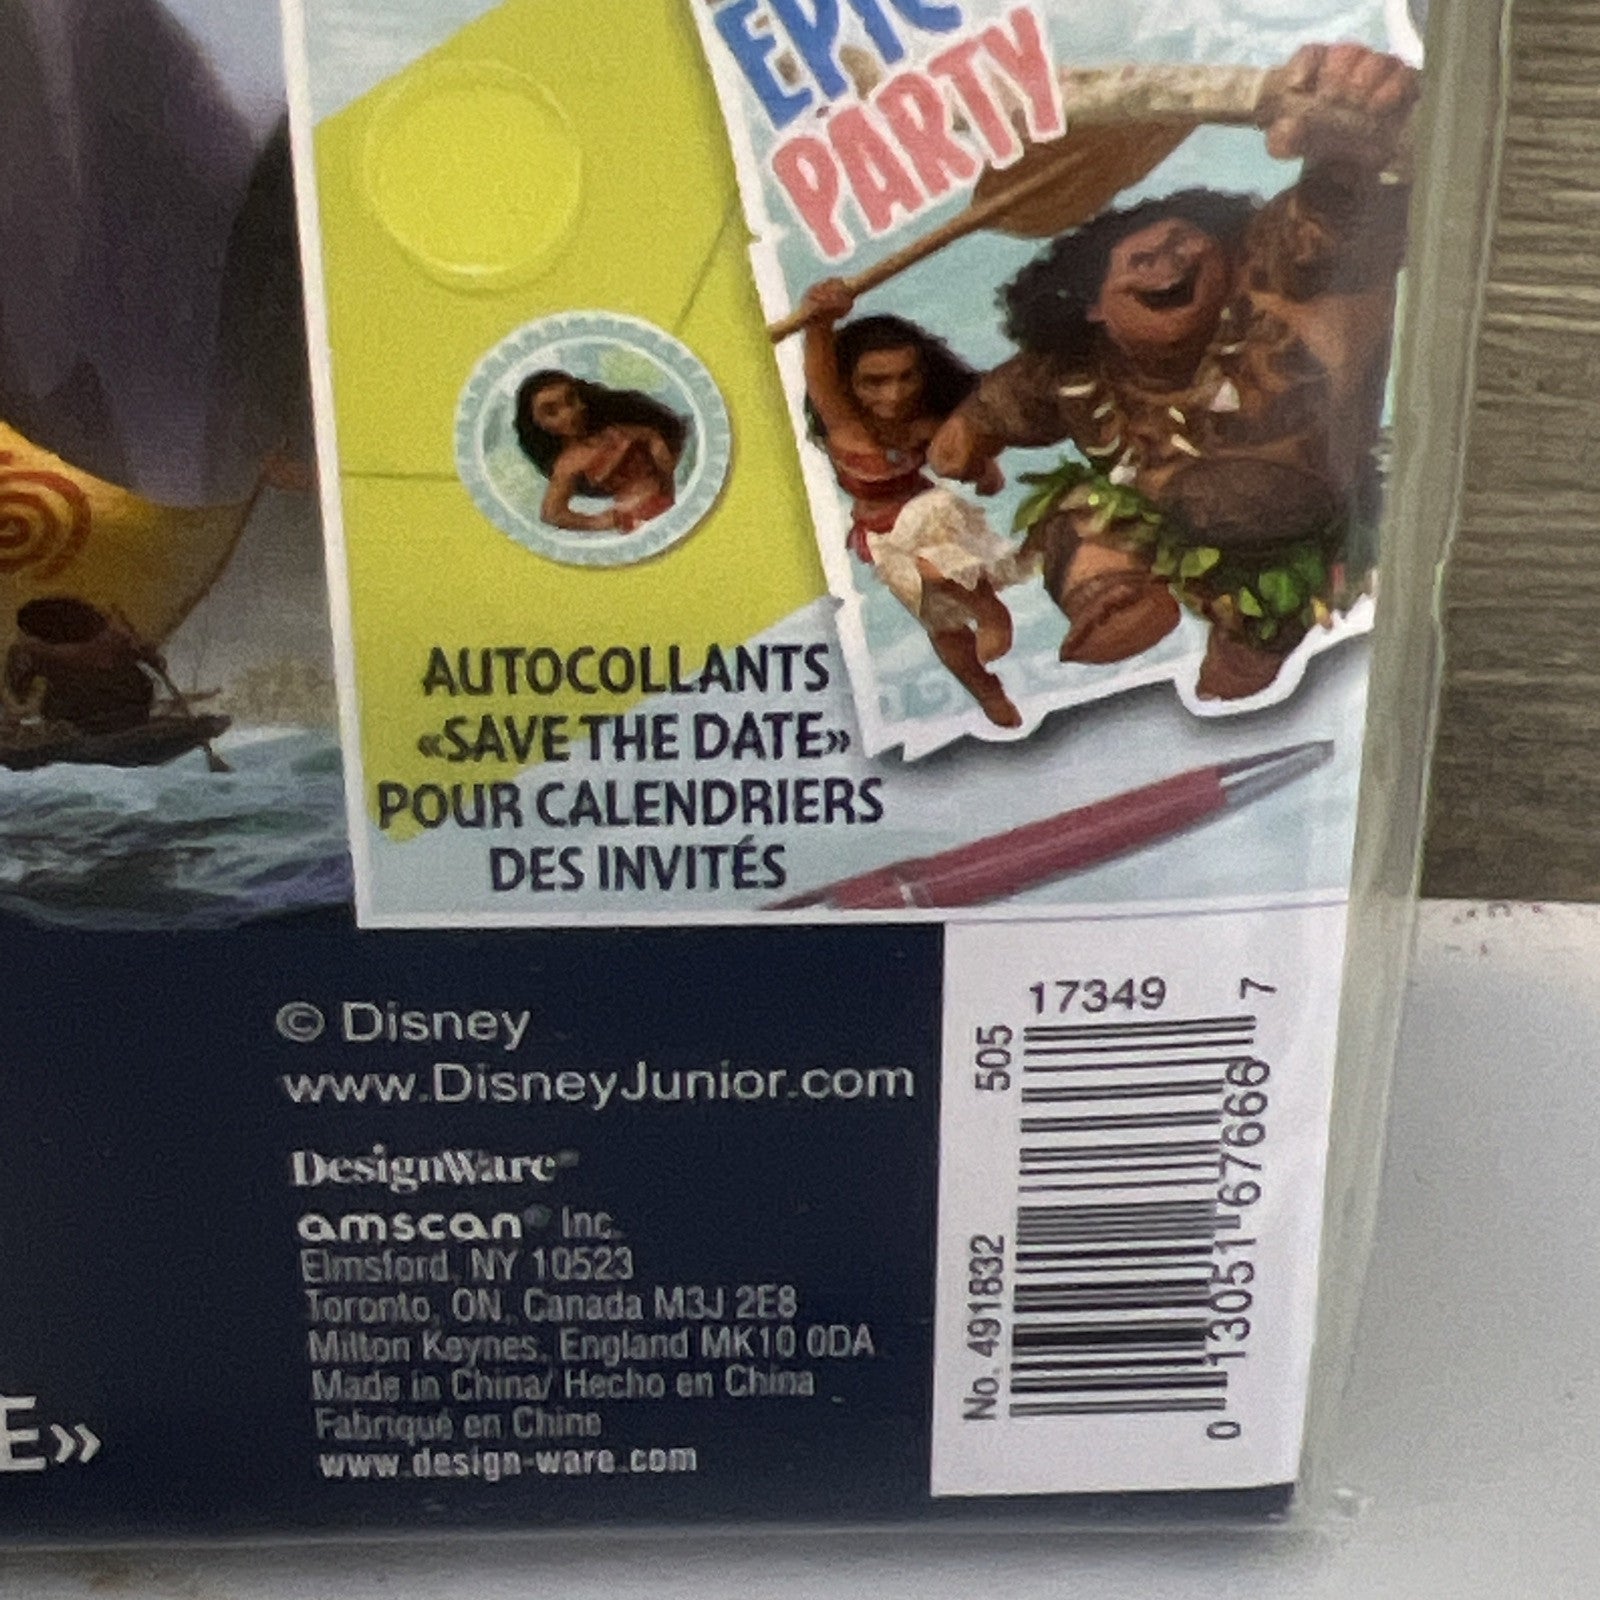 EPIC
PARTY
AUTOCOLLANTS
«SAVE THE DATE»
POUR CALENDRIERS
DES INVITÉS
E»
© Disney
www.DisneyJunior.com
DesignWare
amscan® Inc.
Elmsford, NY 10523
Toronto, ON, Canada M3J 2E8
Milton Keynes, England MK10 0DA
Made in China/ Hecho en China
Fabriqué en Chine
www.design-ware.com
17349
505
No. 491832
0 13051 67666 7